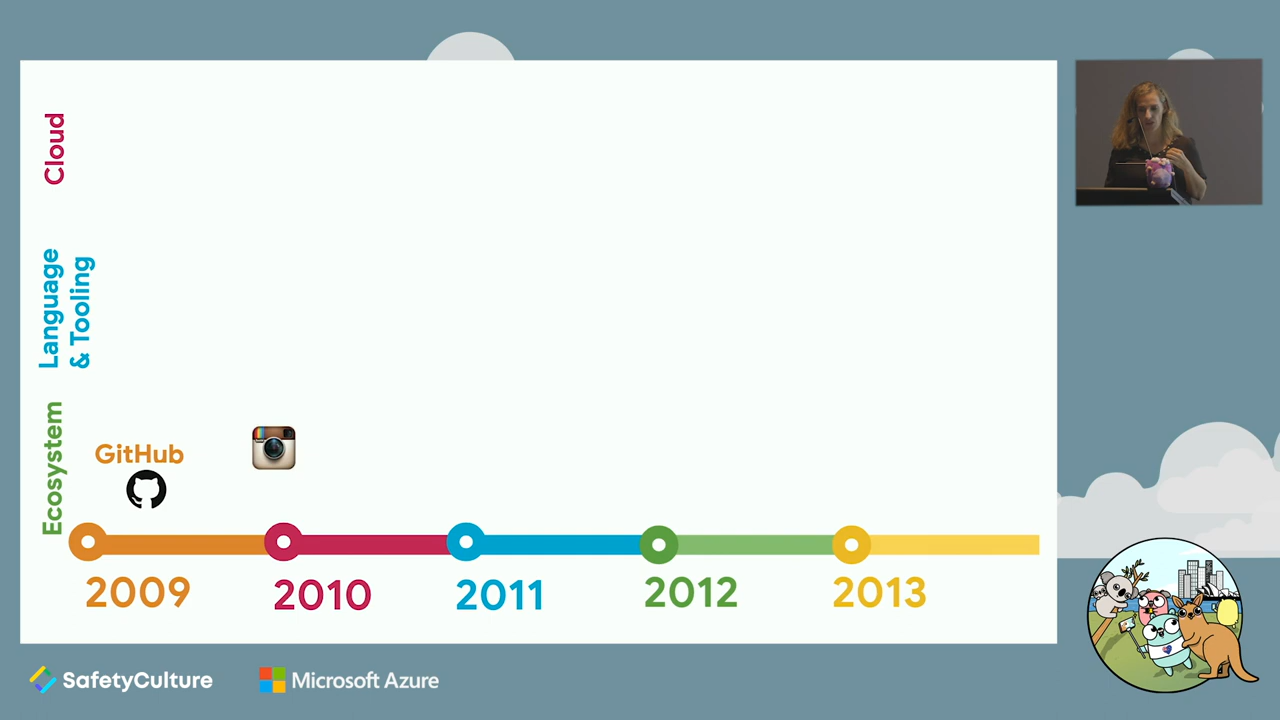 Cloud
Language
& Tooling
Ecosystem
GitHub
2009
2010
2011
2012
2013
SafetyCulture
Microsoft Azure